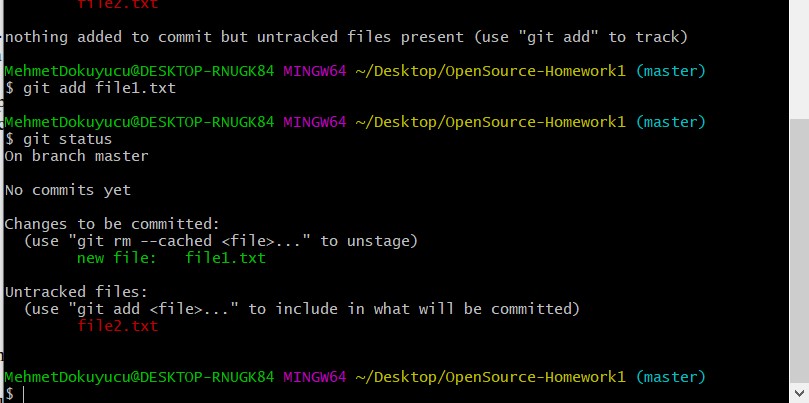 file2.txt
nothing added to commit but untracked files present (use "git add" to track)
MehmetDokuyucu@DESKTOP-RNUGK84 MINGW64 ~/Desktop/OpenSource-Homework1 (master)
$ git add file1.txt
MehmetDokuyucu@DESKTOP-RNUGK84 MINGW64 ~/Desktop/OpenSource-Homework1 (master)
$ git status
On branch master
No commits yet
Changes to be committed:
(use "git rm --cached <file>..." to unstage)
new file: file1.txt
Untracked files:
(use "git add <file>..." to include in what will be committed)
file2.txt
MehmetDokuyucu@DESKTOP-RNUGK84 MINGW64 ~/Desktop/OpenSource-Homework1 (master)
$